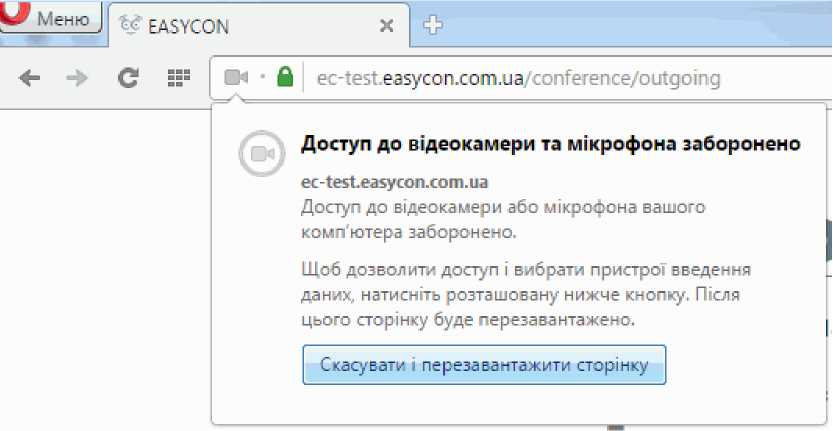 Меню
EASYCON
ec-test.easycon.com.ua/conference/outgoing
Доступ до відеокамери та мікрофона заборонено
ec-test.easycon.com.ua
Доступ до відеокамери або мікрофона вашого
комп'ютера заборонено.
Щоб дозволити доступ і вибрати пристрої введення
даних, натисніть розташовану нижче кнопку. Після
цього сторінку буде перезавантажено.
Скасувати і перезавантажити сторінку